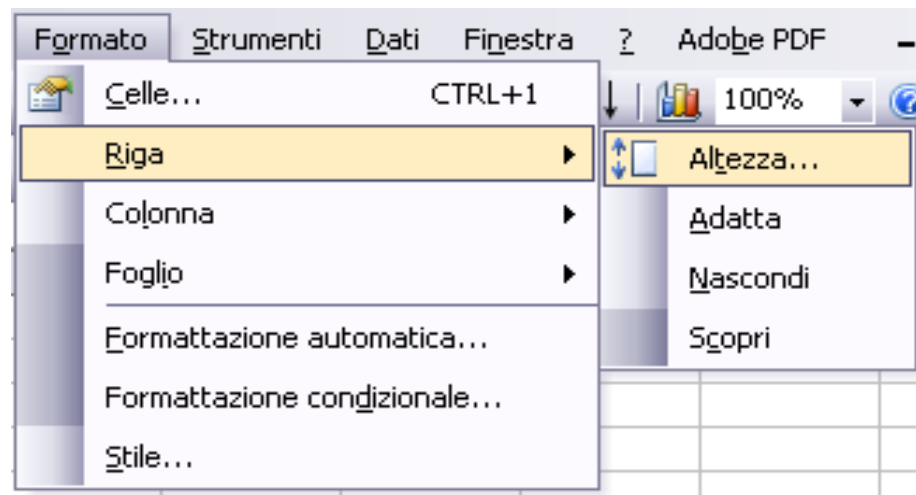 Formato Strumenti Dati Finestra ? Adobe PDF
Celle... CTRL+1
100%
Riga
Colonna
Foglio
Formattazione automatica...
Formattazione condizionale...
Stile...
Altezza...
Adatta
Nascondi
Scopri